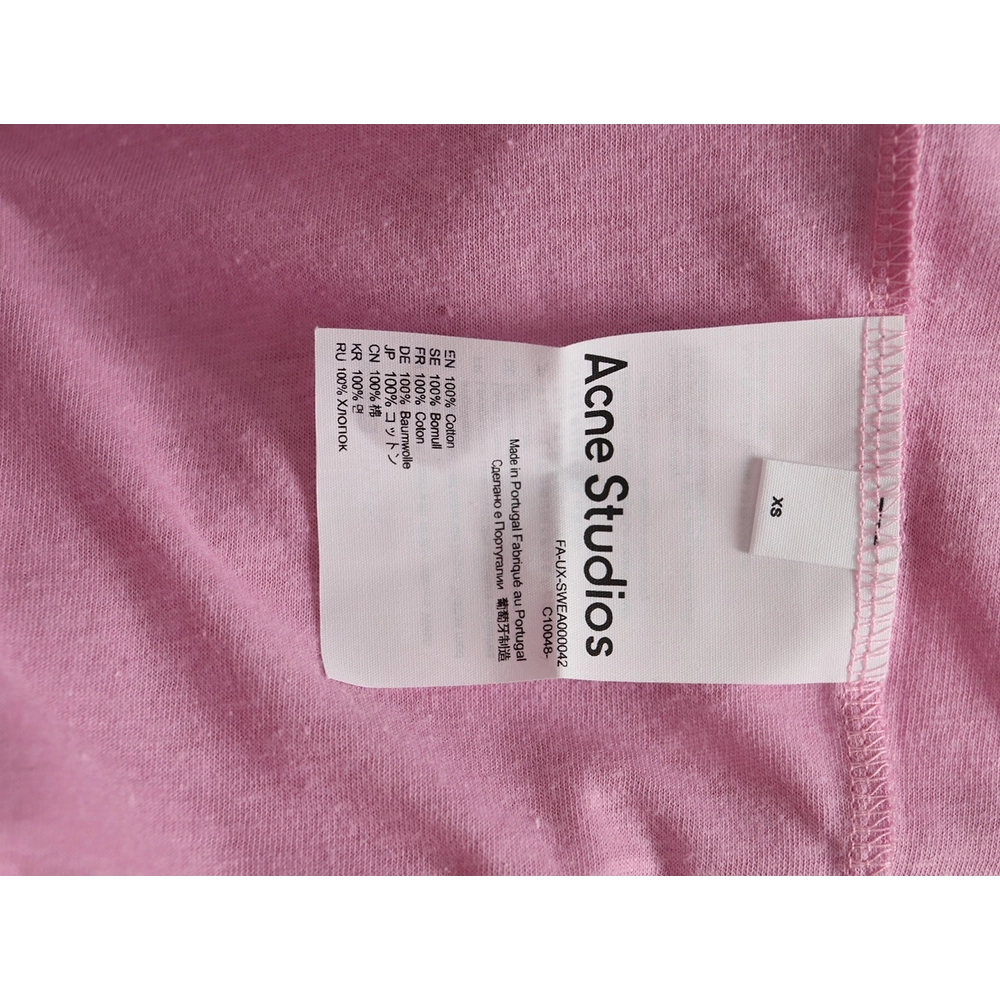 XS
Acne Studios
FA-UX-SWEA000042
C10048-
Made in Portugal Fabriqué au Portugal
Сделано е Португалии 葡萄牙制造
EN 100% Cotton
SE 100% Bomull
FR 100% Coton
DE 100% Baumwolle
JP 100% コットン
CN 100% 棉
KR 100% 면
RU 100% Хлопок